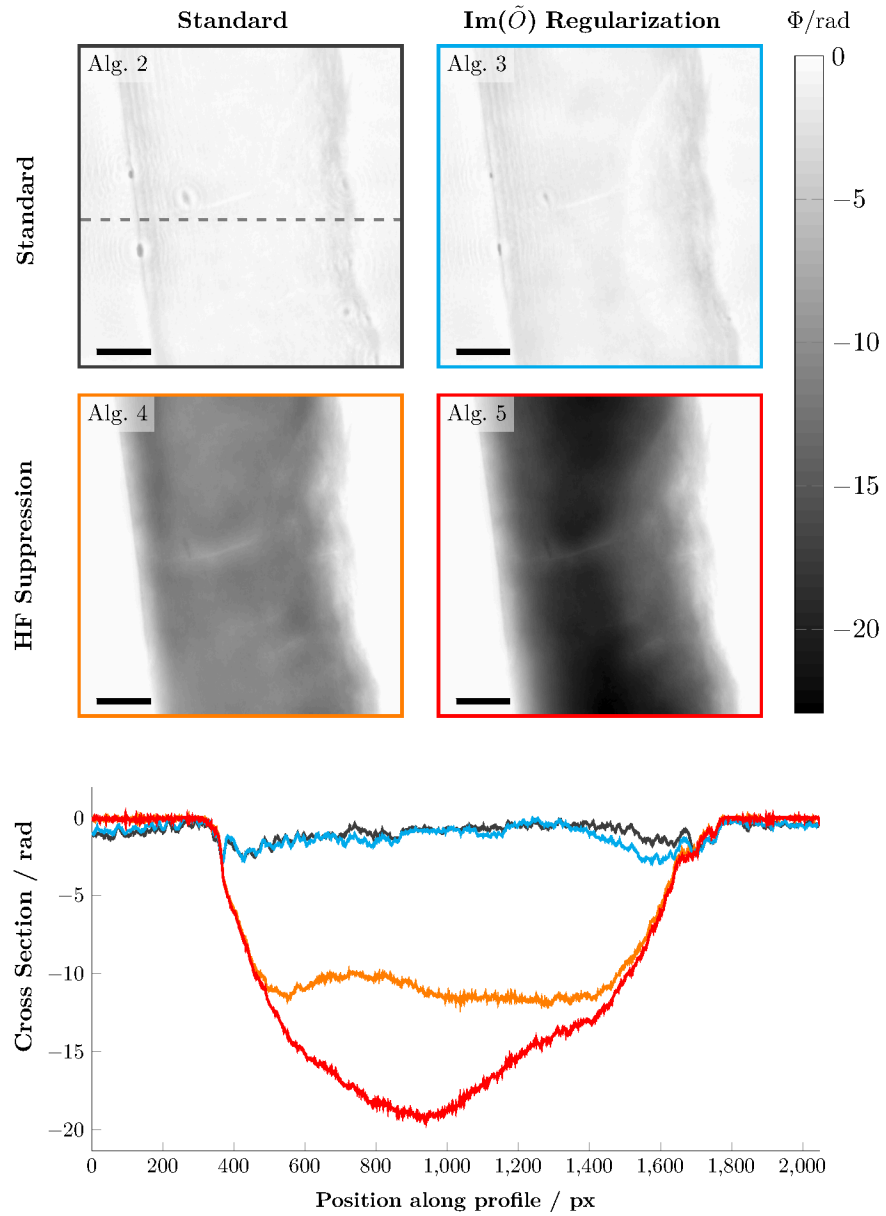 Standard
Im(Õ) Regularization
Φ/rad
Standard
Alg. 2
Alg. 3
HF Suppression
Alg. 4
Alg. 5
0
−5
−10
−15
−20
Cross Section / rad
0
−5
−10
−15
−20
0 200 400 600 800 1,000 1,200 1,400 1,600 1,800 2,000
Position along profile / px